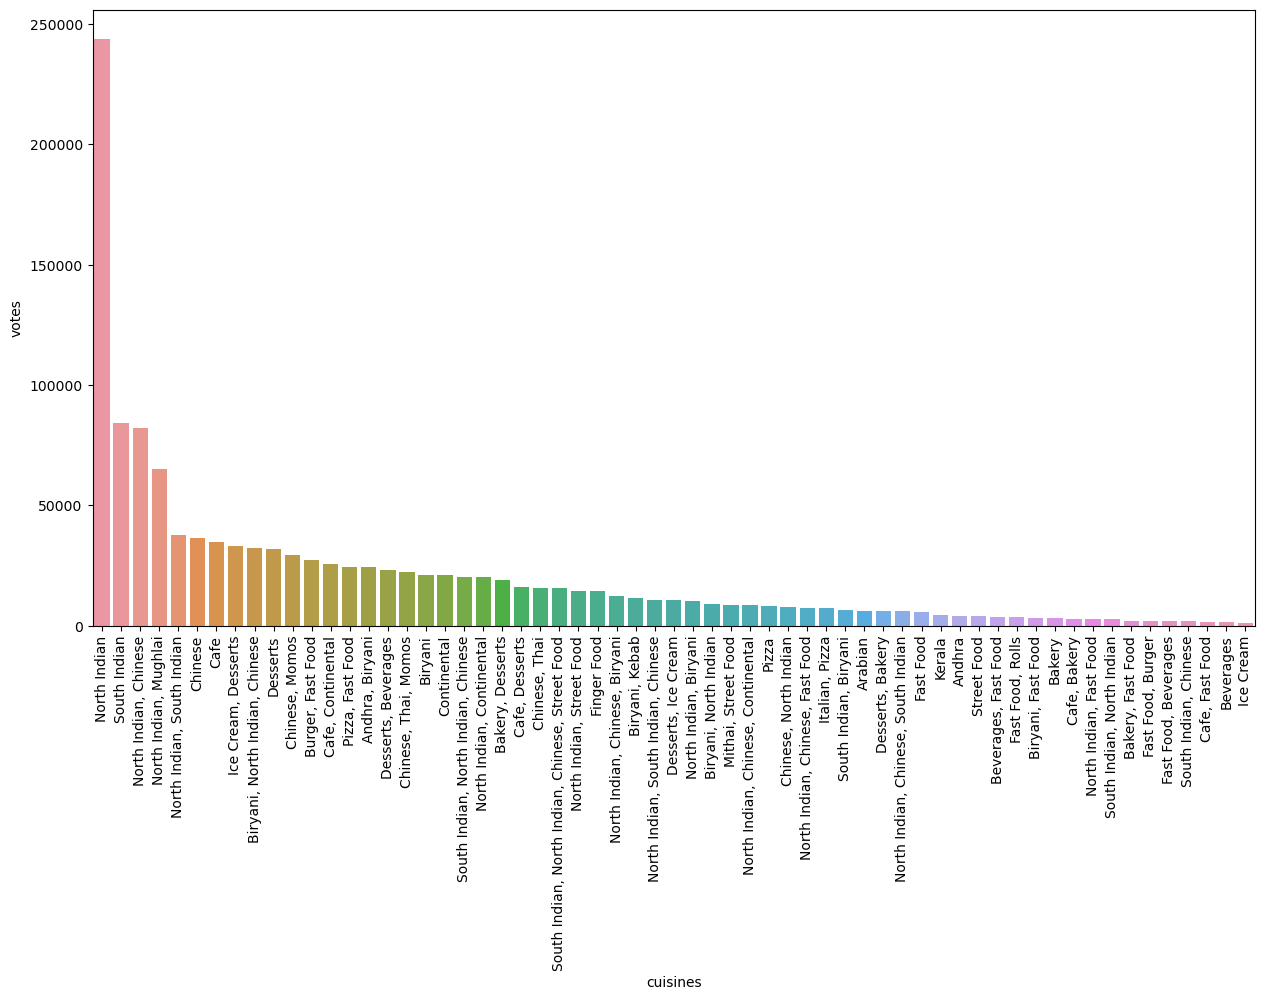 250000
200000
150000
100000
50000
0
votes
North Indian
South Indian
North Indian, Chinese
North Indian, Mughlai
North Indian, South Indian
Chinese
Cafe
Ice Cream, Desserts
Biryani, North Indian, Chinese
Desserts
Chinese, Momos
Burger, Fast Food
Cafe, Continental
Pizza, Fast Food
Andhra, Biryani
Desserts, Beverages
Chinese, Thai, Momos
Biryani
Continental
South Indian, North Indian, Chinese
North Indian, Continental
Bakery, Desserts
Cafe, Desserts
Chinese, Thai
South Indian, North Indian, Chinese, Street Food
North Indian, Street Food
Finger Food
North Indian, Chinese, Biryani
Biryani, Kebab
North Indian, South Indian, Chinese
Desserts, Ice Cream
North Indian, Biryani
Biryani, North Indian
Mithai, Street Food
North Indian, Chinese, Continental
Pizza
Chinese, North Indian
North Indian, Chinese, Fast Food
Italian, Pizza
South Indian, Biryani
Arabian
Desserts, Bakery
North Indian, Chinese, South Indian
Fast Food
Kerala
Andhra
Street Food
Beverages, Fast Food
Fast Food, Rolls
Biryani, Fast Food
Bakery
Cafe, Bakery
North Indian, Fast Food
South Indian, North Indian
Bakery, Fast Food
Fast Food, Burger
Fast Food, Beverages
South Indian, Chinese
Cafe, Fast Food
Beverages
Ice Cream
cuisines